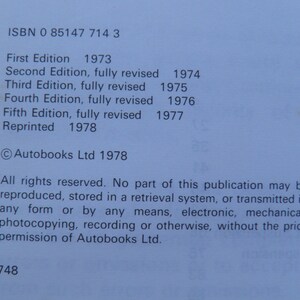 ISBN 0 85147 714 3
First Edition 1973
Second Edition, fully revised 1974
Third Edition, fully revised 1975
Fourth Edition, fully revised 1976
Fifth Edition, fully revised 1977
Reprinted 1978
© Autobooks Ltd 1978
All rights reserved. No part of this publication may b
reproduced, stored in a retrieval system, or transmitted i
any form or by any means, electronic, mechanica
photocopying, recording or otherwise, without the prio
permission of Autobooks Ltd.
748